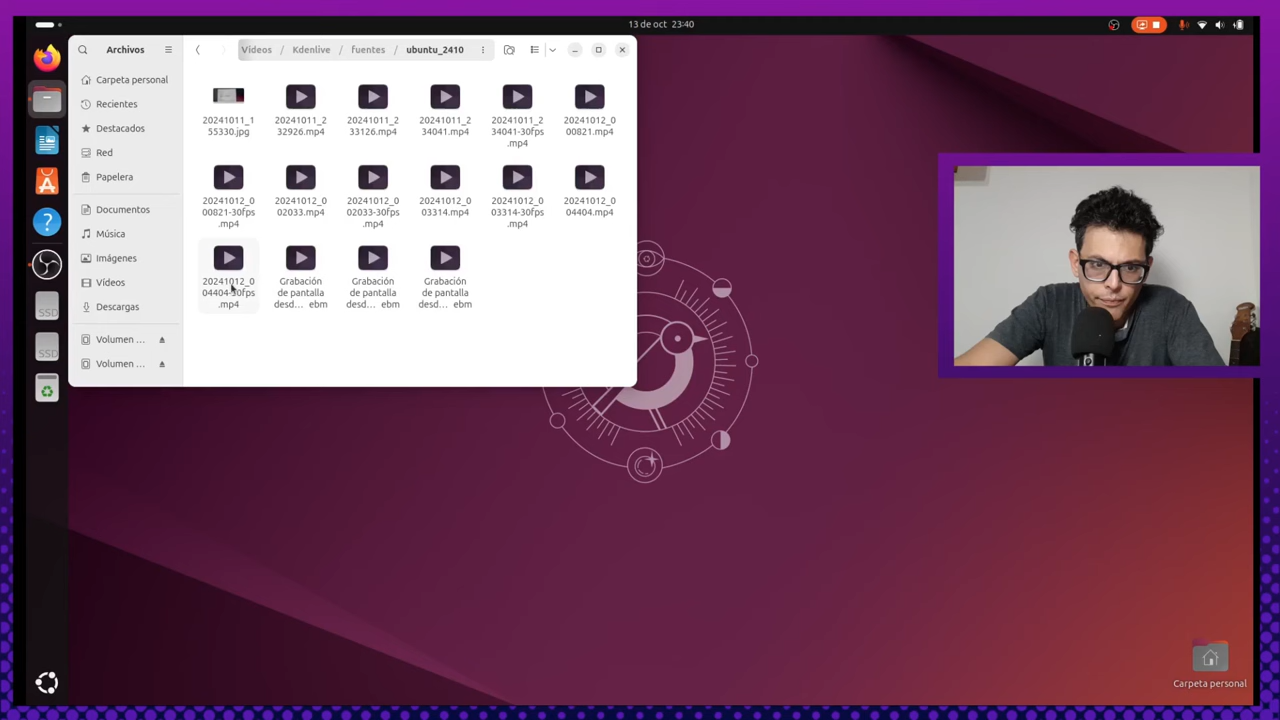 13 de oct 23:40
Archivos
Vídeos / Kdenlive / fuentes / ubuntu_2410
Carpeta personal
Recientes
Destacados
Red
Papelera
Documentos
Música
Imágenes
Vídeos
Descargas
Volumen ...
Volumen ...
20241011_1
55330.jpg
20241011_2
32926.mp4
20241011_2
33126.mp4
20241011_2
34041.mp4
20241011_2
34041-30fps
.mp4
20241012_0
00821.mp4
20241012_0
00821-30fps
.mp4
20241012_0
02033.mp4
20241012_0
02033-30fps
.mp4
20241012_0
03314.mp4
20241012_0
03314-30fps
.mp4
20241012_0
04404.mp4
20241012_0
04404-30fps
.mp4
Grabación
de pantalla
desd... ebm
Grabación
de pantalla
desd... ebm
Grabación
de pantalla
desd... ebm
SSD
SSD
Carpeta personal